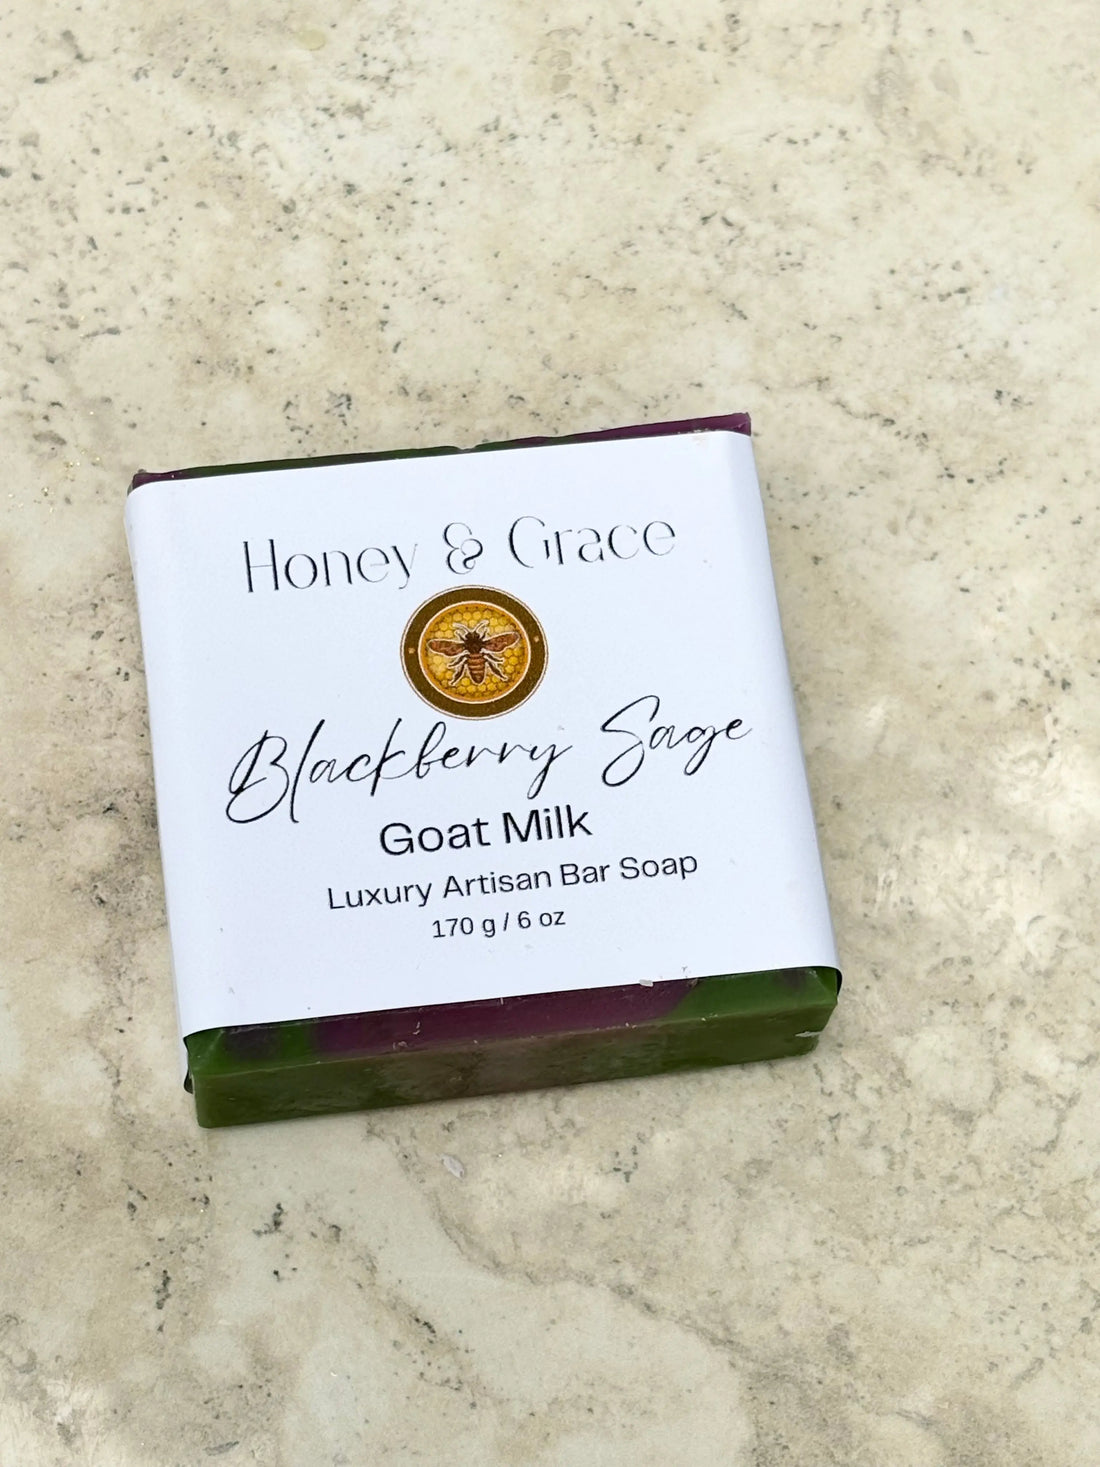 Honey & Grace
Blackberry Sage
Goat Milk
Luxury Artisan Bar Soap
170 g / 6 oz